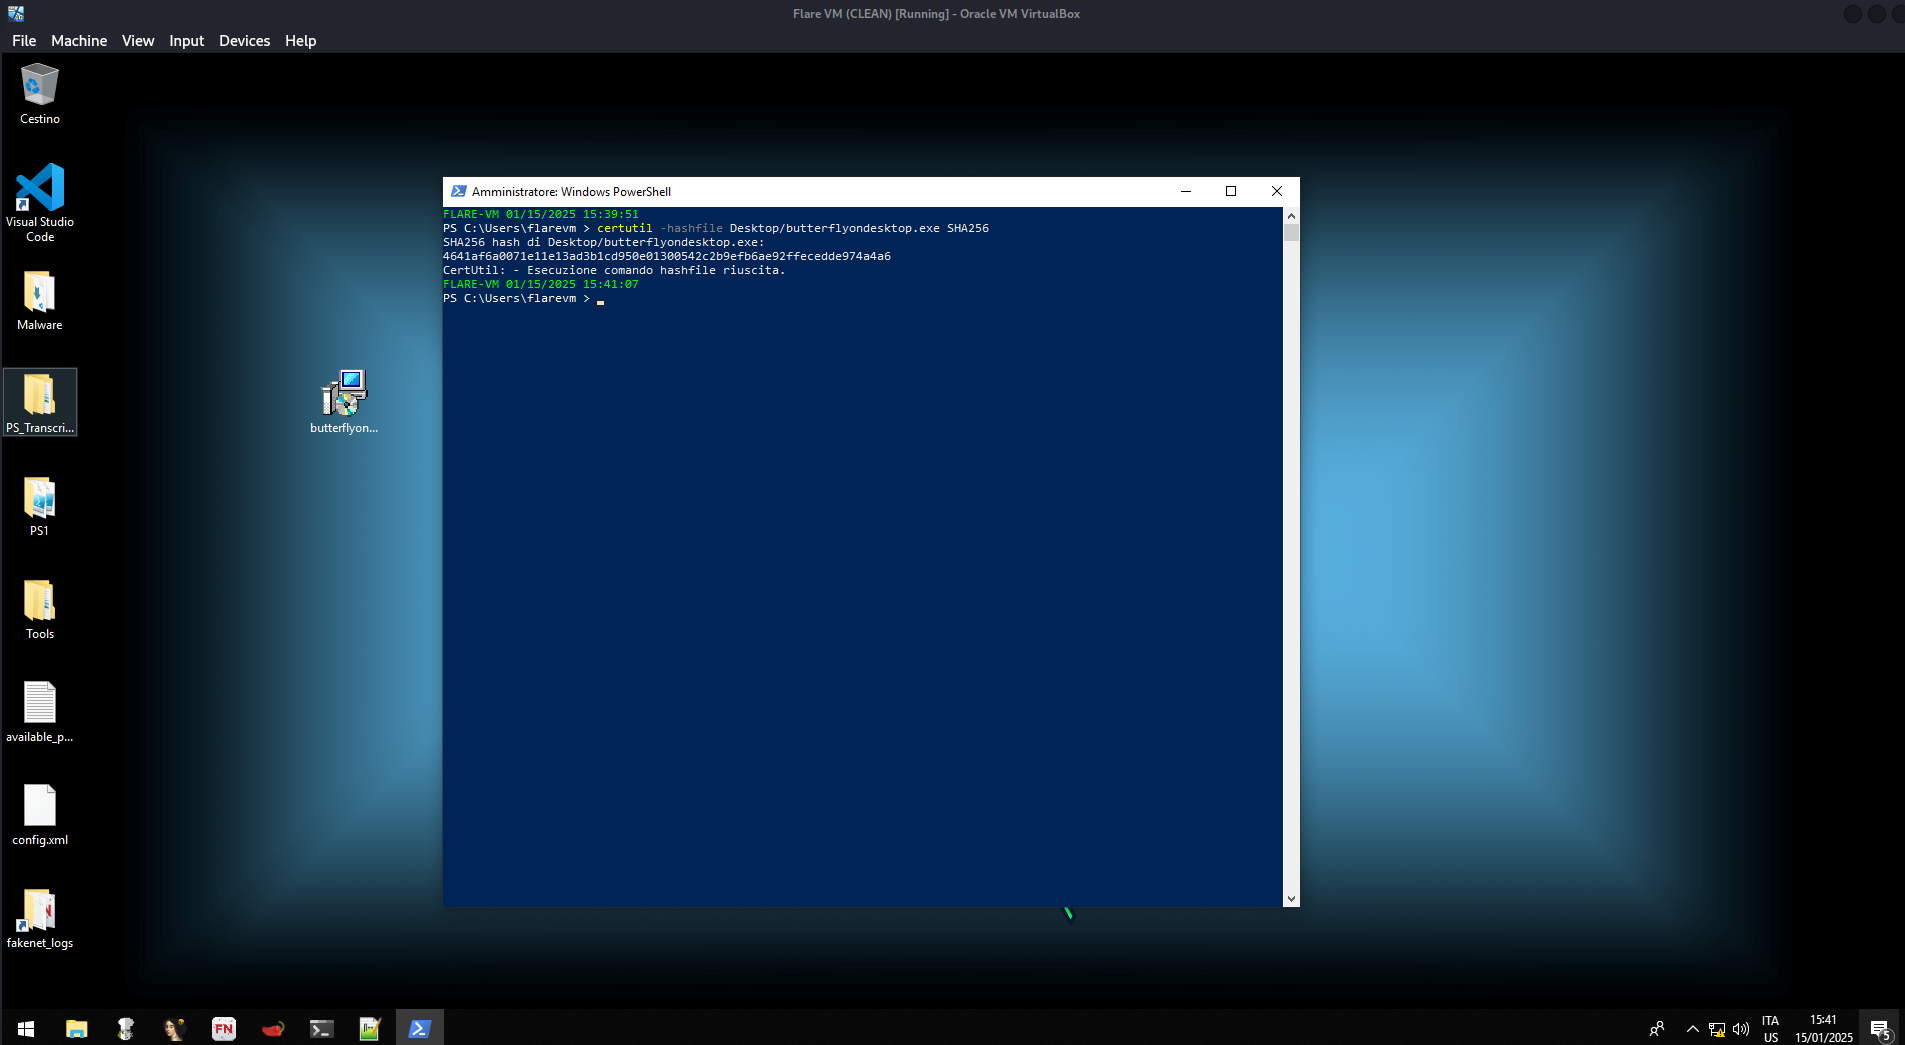 Flare VM (CLEAN) [Running] - Oracle VM VirtualBox
File Machine View Input Devices Help
Cestino
Visual Studio
Code
Malware
PS_Transcri...
PS1
Tools
available_p...
config.xml
fakenet_logs
butterflyon...
Amministratore: Windows PowerShell
FLARE-VM 01/15/2025 15:39:51
PS C:\Users\flarevm > certutil -hashfile Desktop/butterflyondesktop.exe SHA256
SHA256 hash di Desktop/butterflyondesktop.exe:
4641af6a0071e11e13ad3b1cd950e01300542c2b9efb6ae92ffecedde974a4a6
CertUtil: - Esecuzione comando hashfile riuscita.
FLARE-VM 01/15/2025 15:41:07
PS C:\Users\flarevm >
FN
ITA
US
15:41
15/01/2025
5